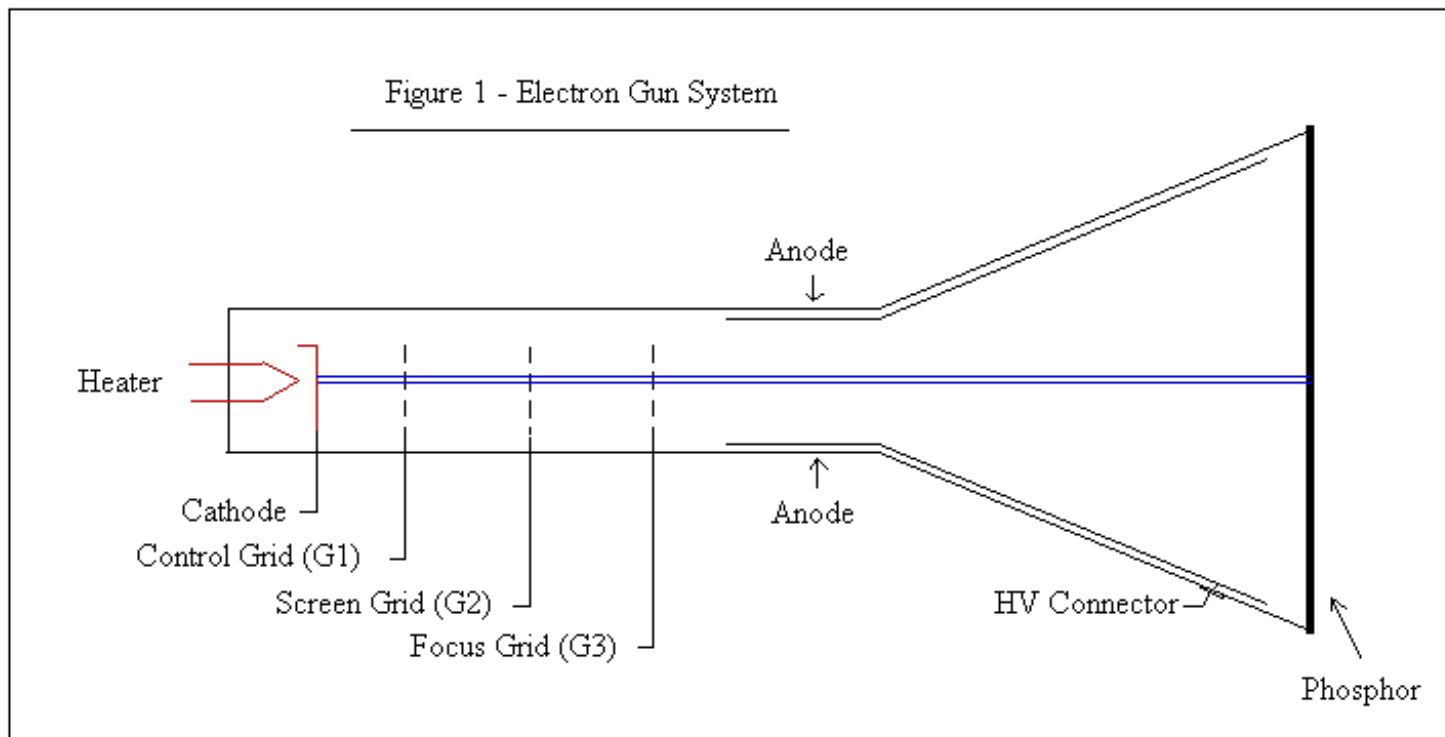 Figure 1 - Electron Gun System
Anode
Heater
Cathode
Anode
Control Grid (G1)
Screen Grid (G2)
HV Connector
Focus Grid (G3)
Phosphor